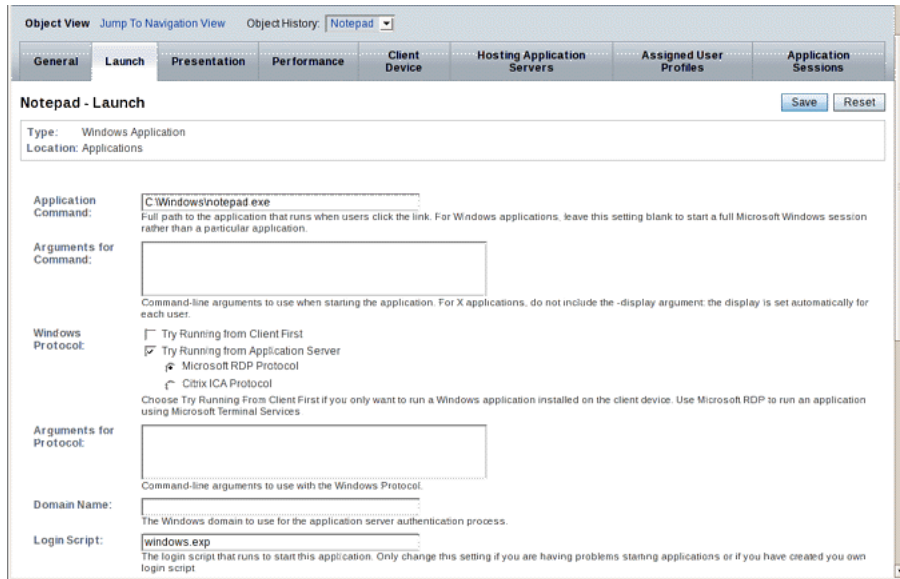 Object View Jump To Navigation View Object History: Notepad
General Launch Presentation Performance Client Device Hosting Application Servers Assigned User Profiles Application Sessions
Notepad - Launch Save Reset
Type: Windows Application
Location: Applications
Application Command: C:\Windows\notepad.exe
Full path to the application that runs when users click the link. For Windows applications, leave this setting blank to start a full Microsoft Windows session
rather than a particular application.
Arguments for Command:
Command-line arguments to use when starting the application. For X applications, do not include the -display argument: the display is set automatically for
each user.
Windows Protocol:
Try Running from Client First
Try Running from Application Server
Microsoft RDP Protocol
Citrix ICA Protocol
Choose Try Running From Client First if you only want to run a Windows application installed on the client device. Use Microsoft RDP to run an application
using Microsoft Terminal Services
Arguments for Protocol:
Command-line arguments to use with the Windows Protocol.
Domain Name:
The Windows domain to use for the application server authentication process.
Login Script: windows.exp
The login script that runs to start this application. Only change this setting if you are having problems starting applications or if you have created you own
login script